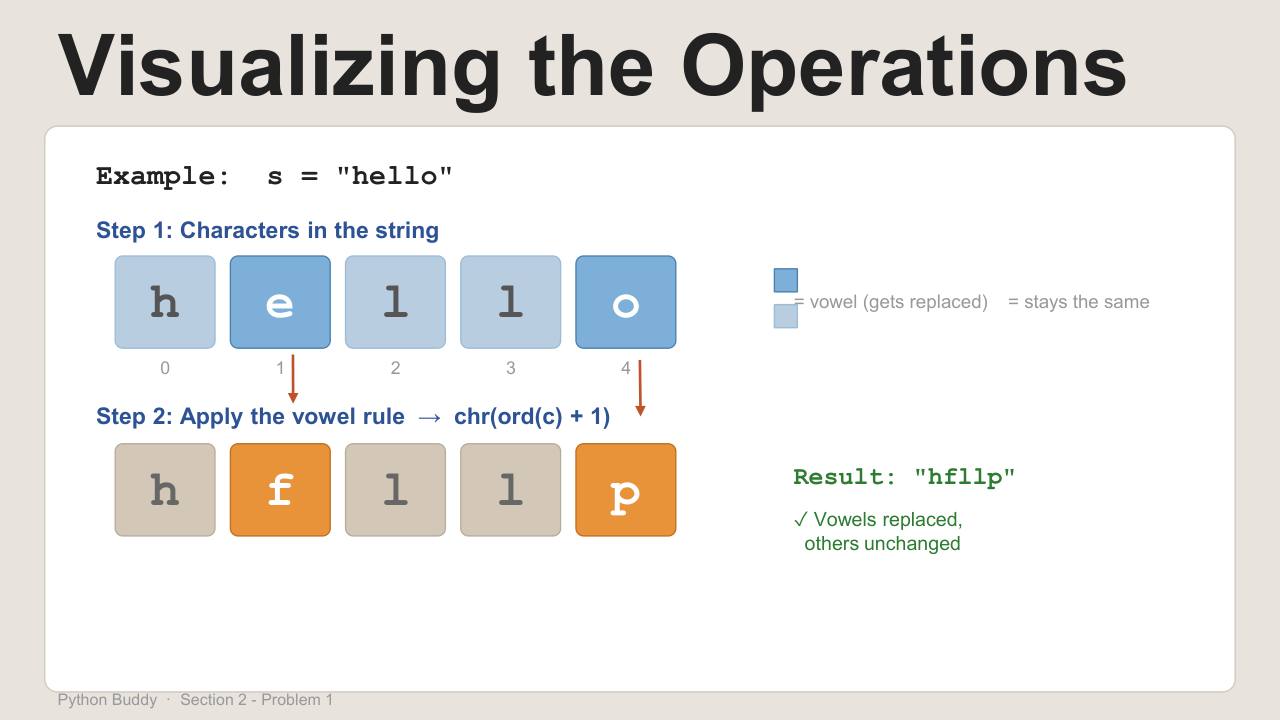 Visualizing the Operations
Example:  s = "hello"
Step 1: Characters in the string
h e l l o
= vowel (gets replaced)    = stays the same
0 1 2 3 4
Step 2: Apply the vowel rule → chr(ord(c) + 1)
h f l l p
Result: "hfllp"
✓ Vowels replaced,
others unchanged
Python Buddy · Section 2 - Problem 1